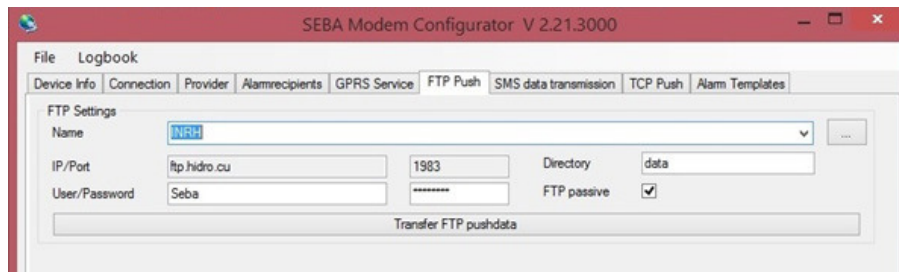 SEBA Modem Configurator V 2.21.3000
File Logbook
Device Info Connection Provider Alarmrecipients GPRS Service FTP Push SMS data transmission TCP Push Alarm Templates
FTP Settings
Name INRH ...
IP/Port ftp.hidro.cu 1983 Directory data
User/Password Seba ******** FTP passive
Transfer FTP pushdata